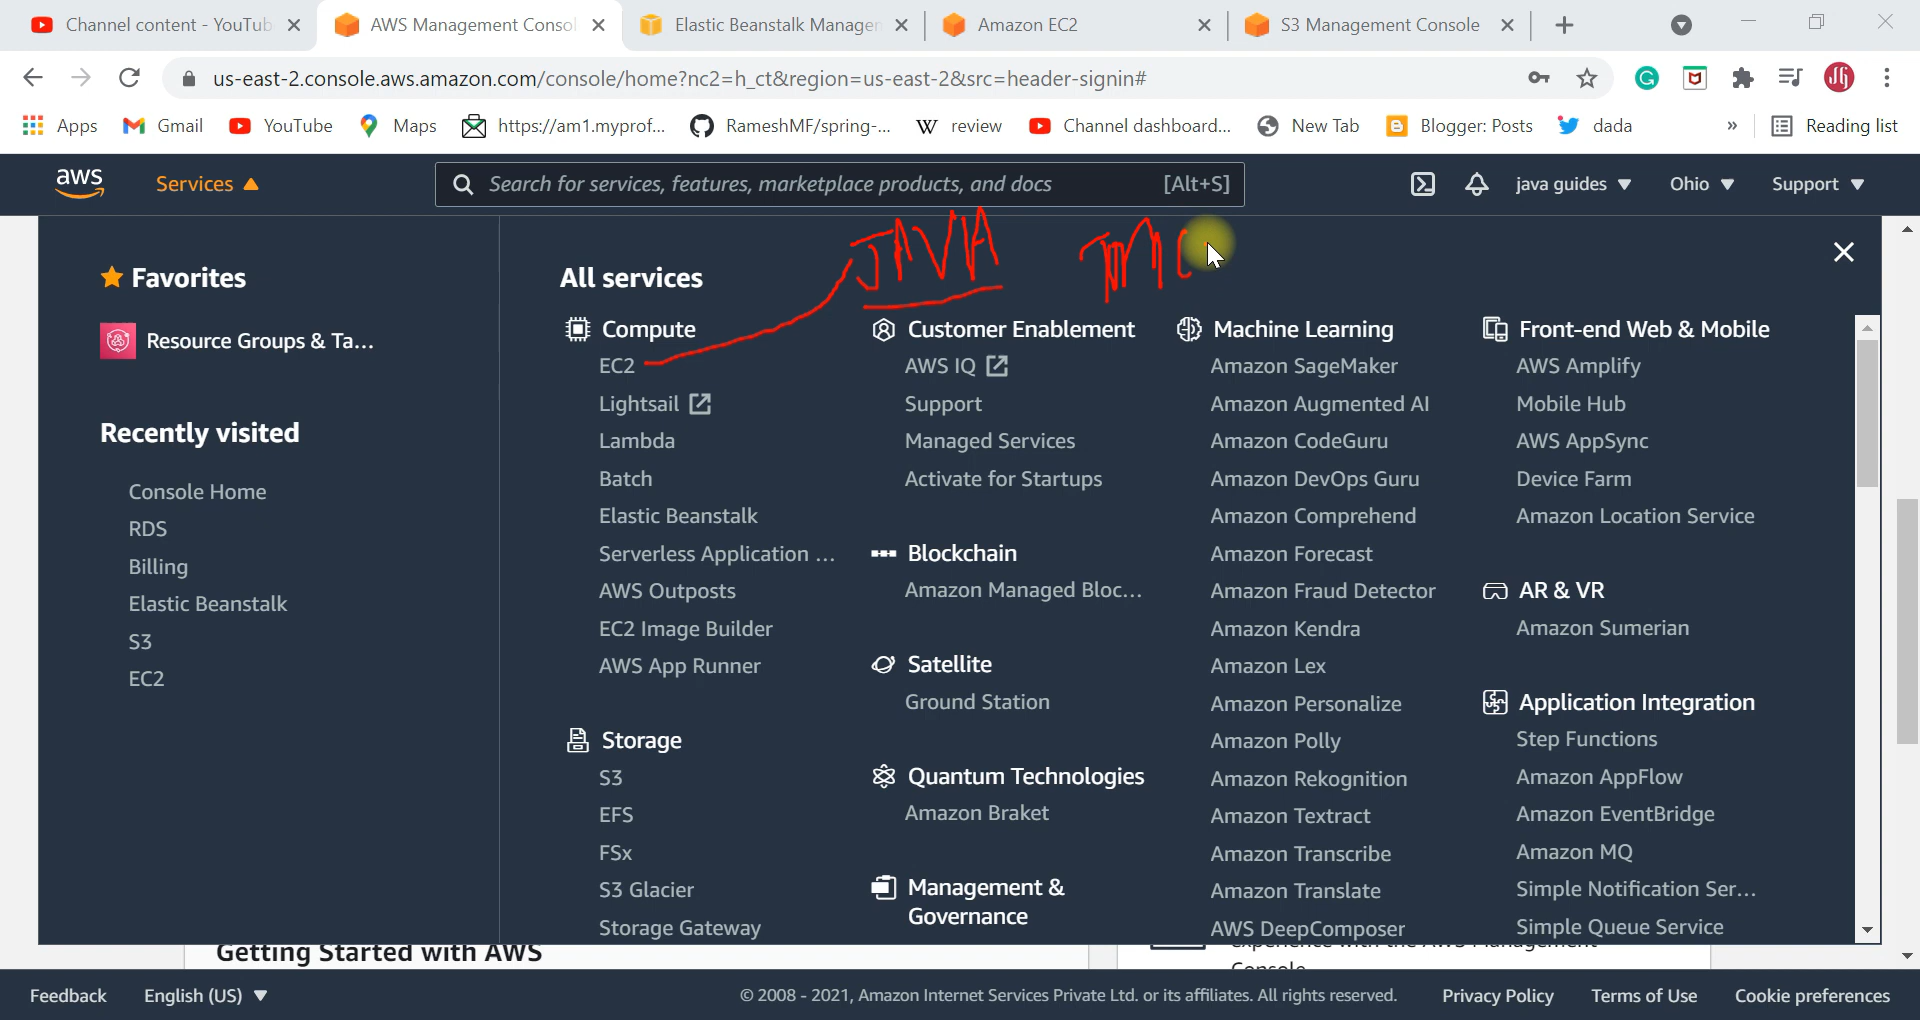 Channel content - YouTub
AWS Management Consol
Elastic Beanstalk Manager
Amazon EC2
S3 Management Console
us-east-2.console.aws.amazon.com/console/home?nc2=h_ct&region=us-east-2&src=header-signin#
Apps
Gmail
YouTube
Maps
https://am1.myprof...
RameshMF/spring-...
review
Channel dashboard...
New Tab
Blogger: Posts
dada
»
Reading list
aws
Services
Search for services, features, marketplace products, and docs
[Alt+S]
java guides
Ohio
Support
JAVA
Favorites
Resource Groups & Ta...
Recently visited
Console Home
RDS
Billing
Elastic Beanstalk
S3
EC2
All services
Compute
EC2
Lightsail
Lambda
Batch
Elastic Beanstalk
Serverless Application ...
AWS Outposts
EC2 Image Builder
AWS App Runner
Storage
S3
EFS
FSx
S3 Glacier
Storage Gateway
Customer Enablement
AWS IQ
Support
Managed Services
Activate for Startups
Blockchain
Amazon Managed Bloc...
Satellite
Ground Station
Quantum Technologies
Amazon Braket
Management &
Governance
Machine Learning
Amazon SageMaker
Amazon Augmented AI
Amazon CodeGuru
Amazon DevOps Guru
Amazon Comprehend
Amazon Forecast
Amazon Fraud Detector
Amazon Kendra
Amazon Lex
Amazon Personalize
Amazon Polly
Amazon Rekognition
Amazon Textract
Amazon Transcribe
Amazon Translate
AWS DeepComposer
Front-end Web & Mobile
AWS Amplify
Mobile Hub
AWS AppSync
Device Farm
Amazon Location Service
AR & VR
Amazon Sumerian
Application Integration
Step Functions
Amazon AppFlow
Amazon EventBridge
Amazon MQ
Simple Notification Ser...
Simple Queue Service
Getting Started with AWS
Feedback
English (US)
© 2008 - 2021, Amazon Internet Services Private Ltd. or its affiliates. All rights reserved.
Privacy Policy
Terms of Use
Cookie preferences